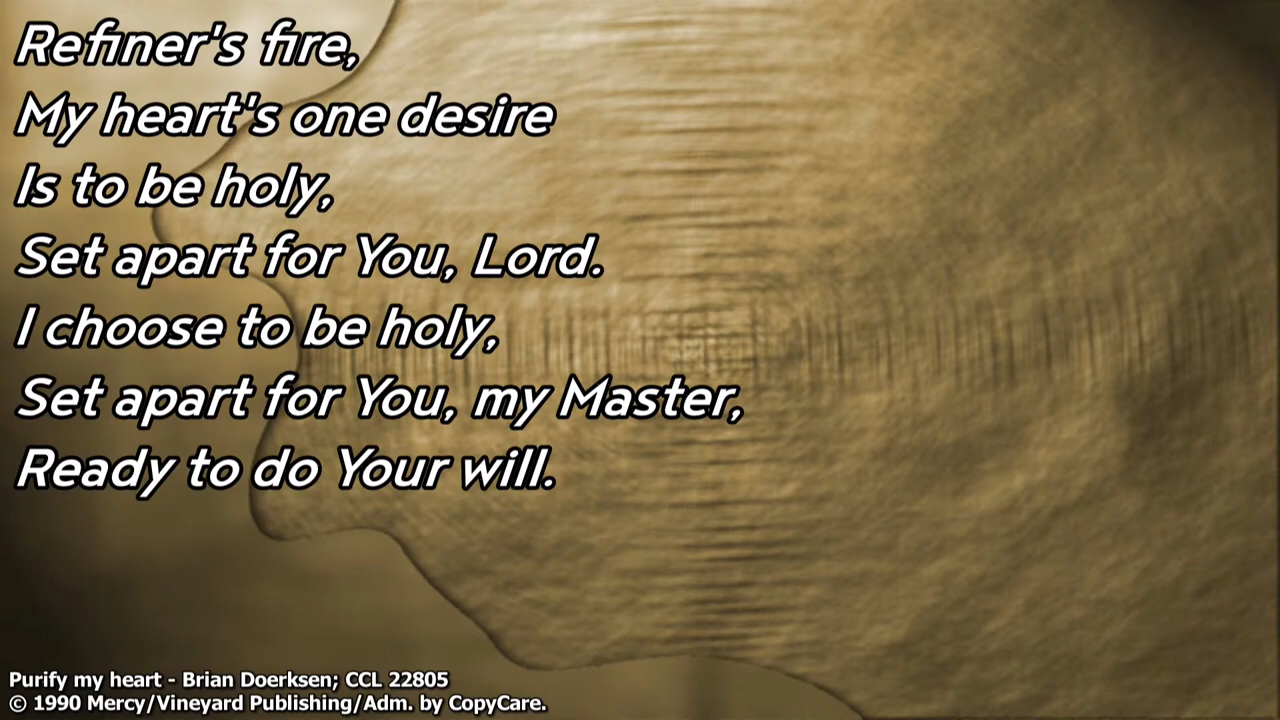 Refiner's fire,
My heart's one desire
Is to be holy,
Set apart for You, Lord.
I choose to be holy,
Set apart for You, my Master,
Ready to do Your will.
Purify my heart - Brian Doerksen; CCL 22805
© 1990 Mercy/Vineyard Publishing/Adm. by CopyCare.